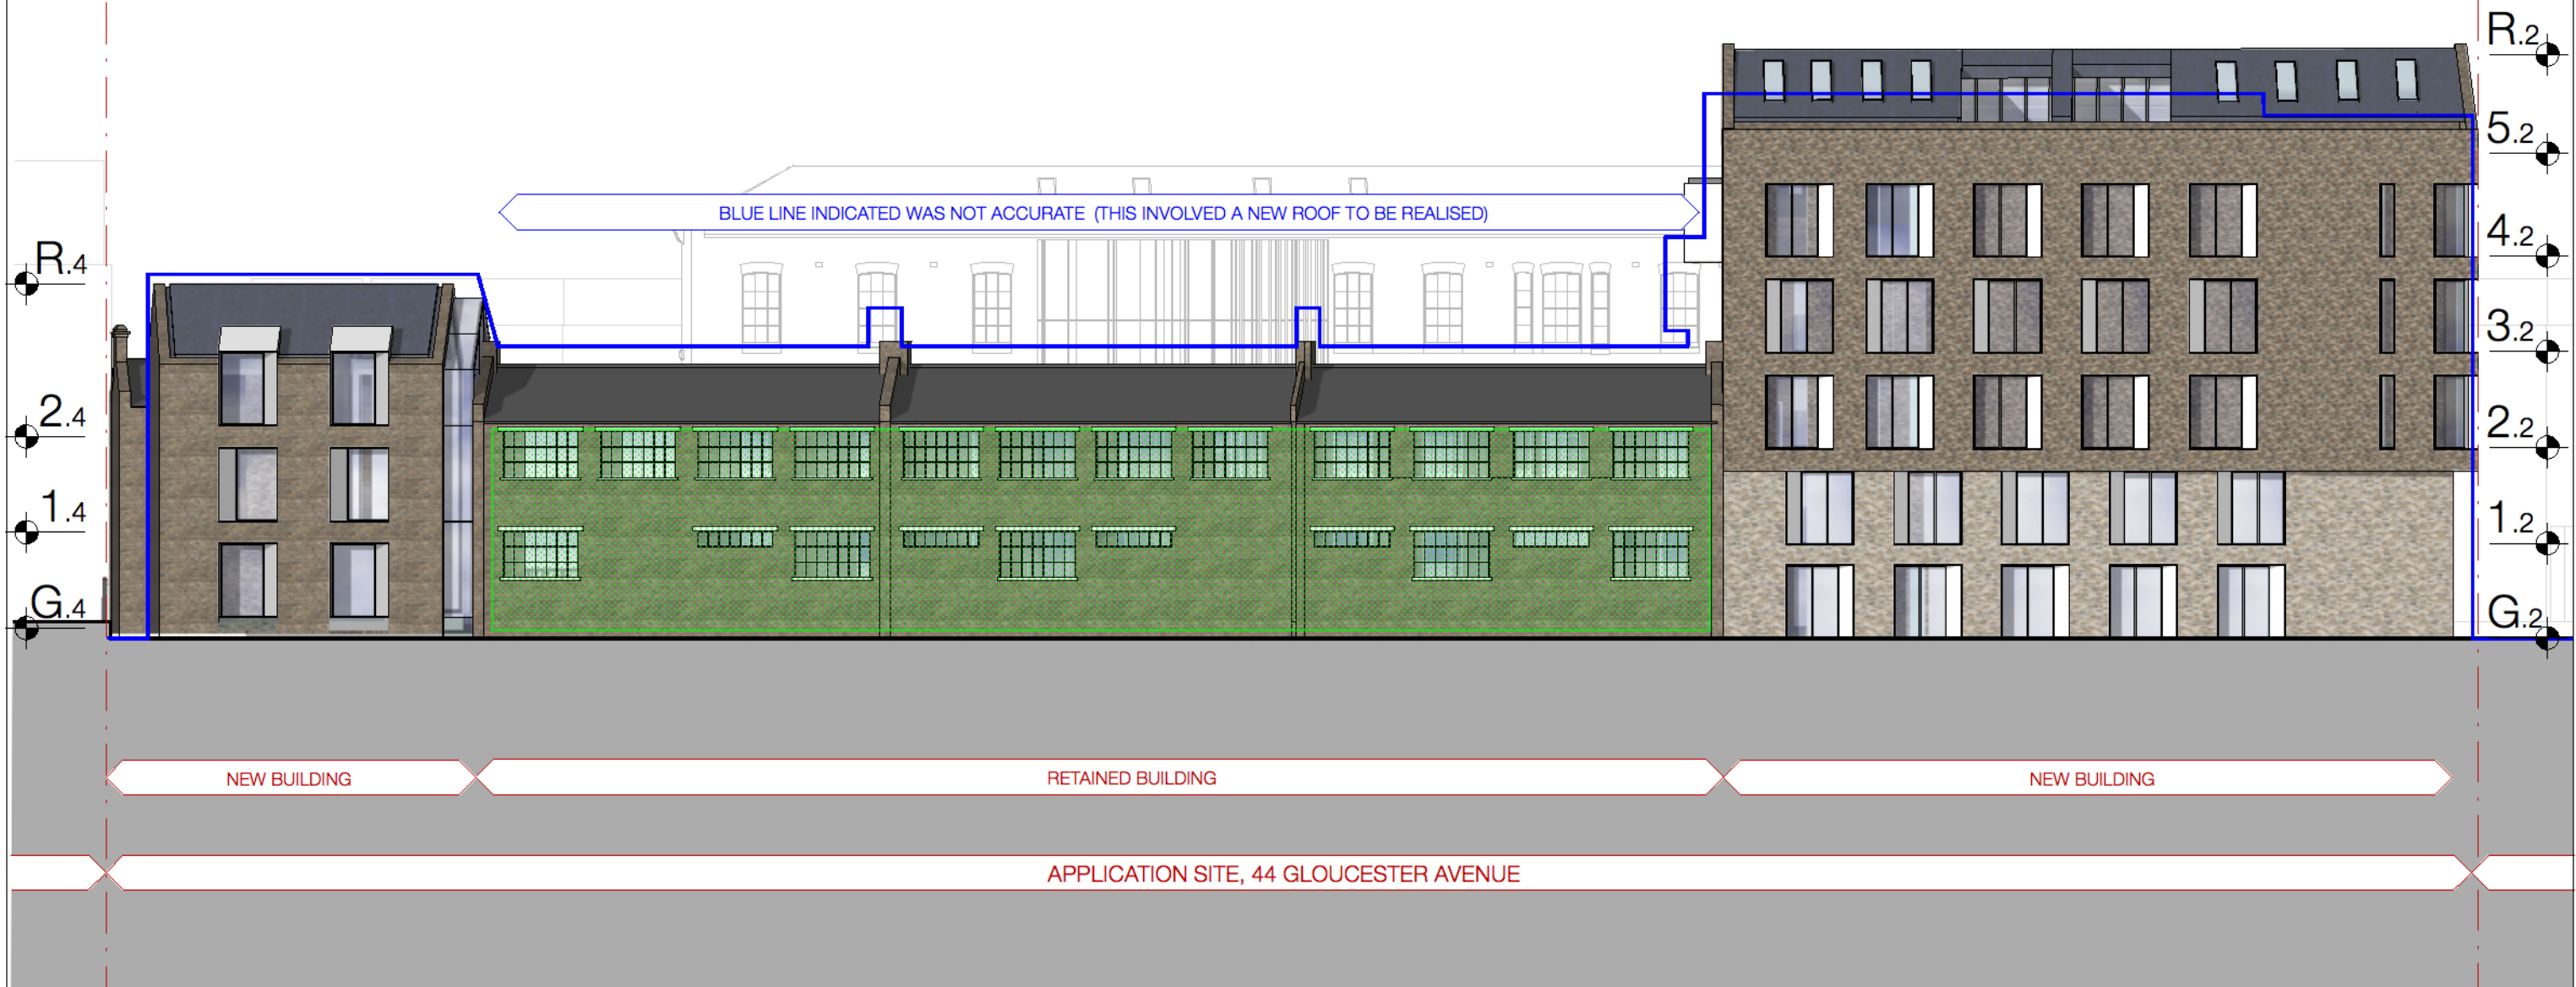 R.2
5.2
BLUE LINE INDICATED WAS NOT ACCURATE (THIS INVOLVED A NEW ROOF TO BE REALISED)
4.2
R.4
3.2
2.4
2.2
1.4
1.2
G.4
G.2
NEW BUILDING
RETAINED BUILDING
NEW BUILDING
APPLICATION SITE, 44 GLOUCESTER AVENUE